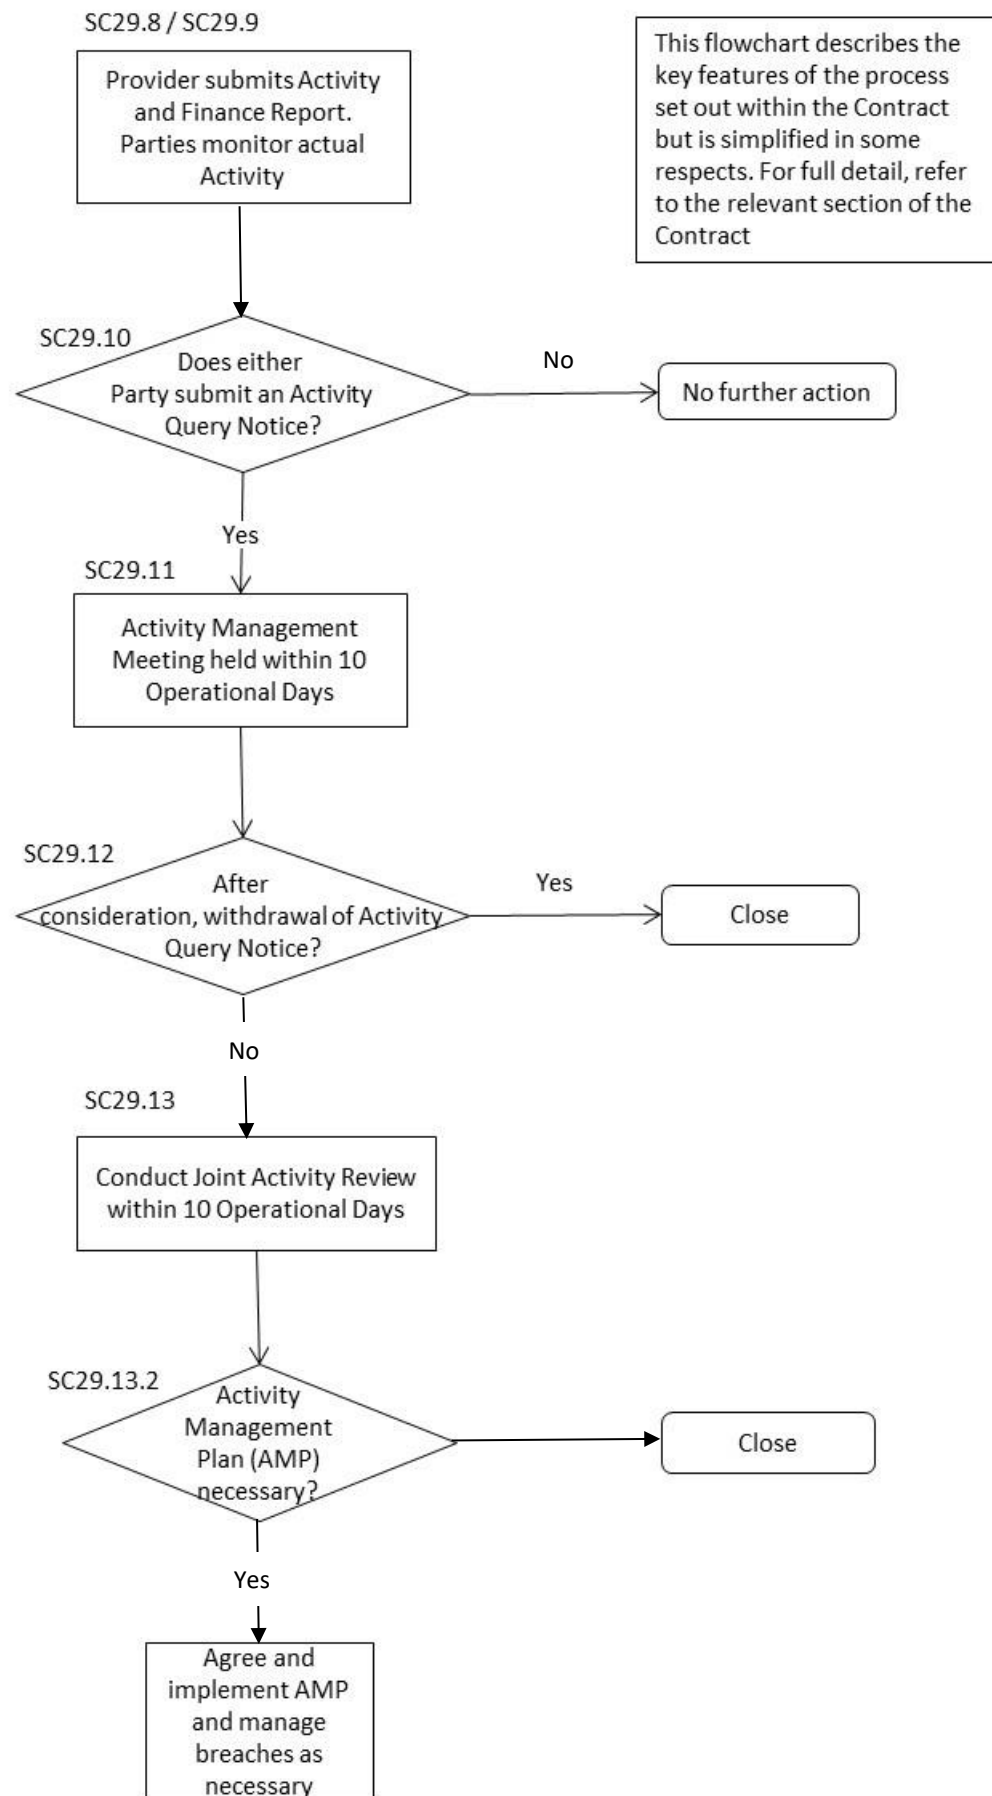 SC29.8 / SC29.9
Provider submits Activity
and Finance Report.
Parties monitor actual
Activity
This flowchart describes the
key features of the process
set out within the Contract
but is simplified in some
respects. For full detail, refer
to the relevant section of the
Contract
SC29.10
Does either
Party submit an Activity
Query Notice?
No
No further action
Yes
SC29.11
Activity Management
Meeting held within 10
Operational Days
SC29.12
After
consideration, withdrawal of Activity
Query Notice?
Yes
Close
No
SC29.13
Conduct Joint Activity Review
within 10 Operational Days
SC29.13.2
Activity
Management
Plan (AMP)
necessary?
Close
Yes
Agree and
implement AMP
and manage
breaches as
necessary